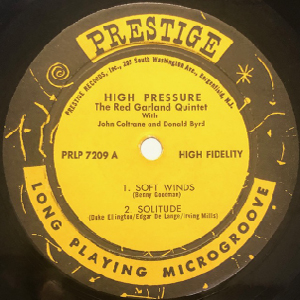 PRESTIGE
PRESTIGE RECORDS, INC., 203 South Washington Ave., Bergenfield, N.J.
HIGH PRESSURE
The Red Garland Quintet
With
John Coltrane and Donald Byrd
PRLP 7209 A
HIGH FIDELITY
1. SOFT WINDS
(Benny Goodman)
2. SOLITUDE
(Duke Ellington/Edgar De Lange/Irving Mills)
LONG PLAYING MICROGROOVE